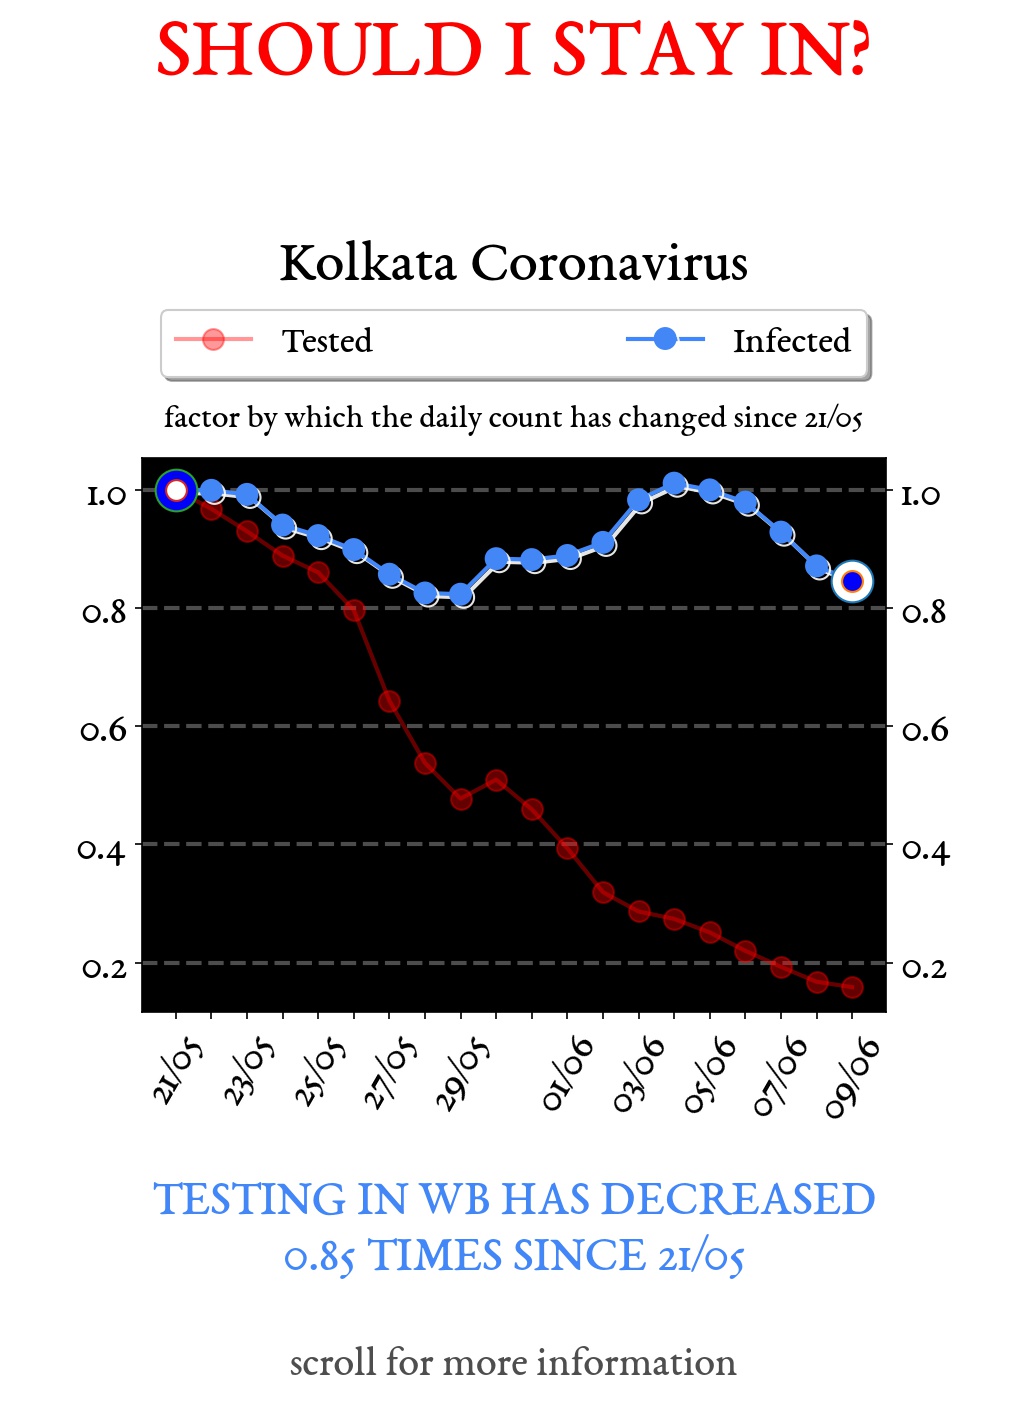 SHOULD I STAY IN?
Kolkata Coronavirus
Tested Infected
factor by which the daily count has changed since 21/05
1.0 1.0
0.8 0.8
0.6 0.6
0.4 0.4
0.2 0.2
21/05 23/05 25/05 27/05 29/05 01/06 03/06 05/06 07/06 09/06
TESTING IN WB HAS DECREASED
0.85 TIMES SINCE 21/05
scroll for more information